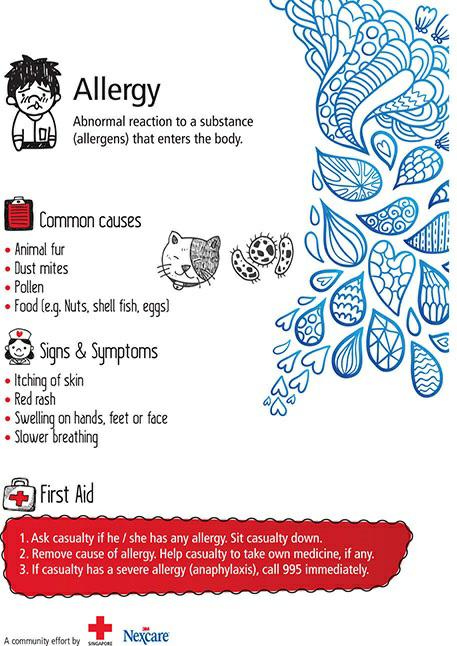 Allergy
Abnormal reaction to a substance
(allergens) that enters the body.
Common causes
• Animal fur
• Dust mites
• Pollen
• Food (e.g. Nuts, shell fish, eggs)
Signs & Symptoms
• Itching of skin
• Red rash
• Swelling on hands, feet or face
• Slower breathing
First Aid
1. Ask casualty if he / she has any allergy. Sit casualty down.
2. Remove cause of allergy. Help casualty to take own medicine, if any.
3. If casualty has a severe allergy (anaphylaxis), call 995 immediately.
A community effort by
SINGAPORE
3M
Nexcare